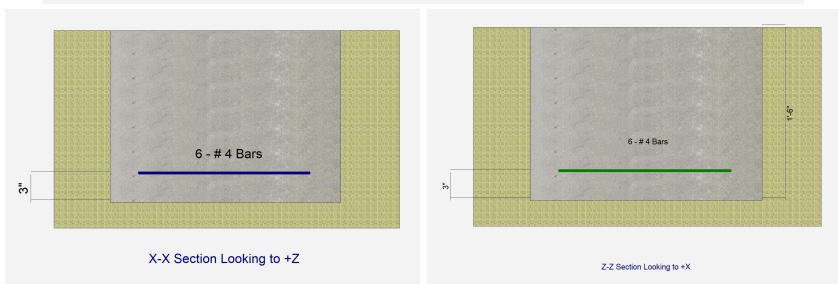 6 - # 4 Bars
3"
X-X Section Looking to +Z
1'-6"
6 - # 4 Bars
3"
Z-Z Section Looking to +X